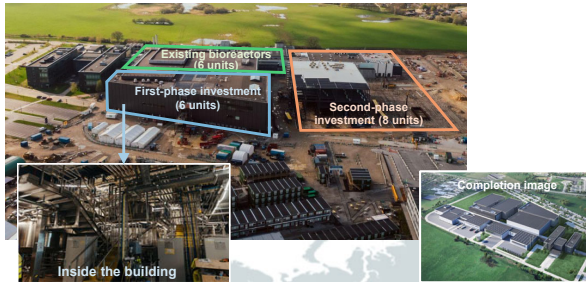 Existing bioreactors
(6 units)
First-phase investment
(6 units)
Second-phase
investment (8 units)
Inside the building
Completion image